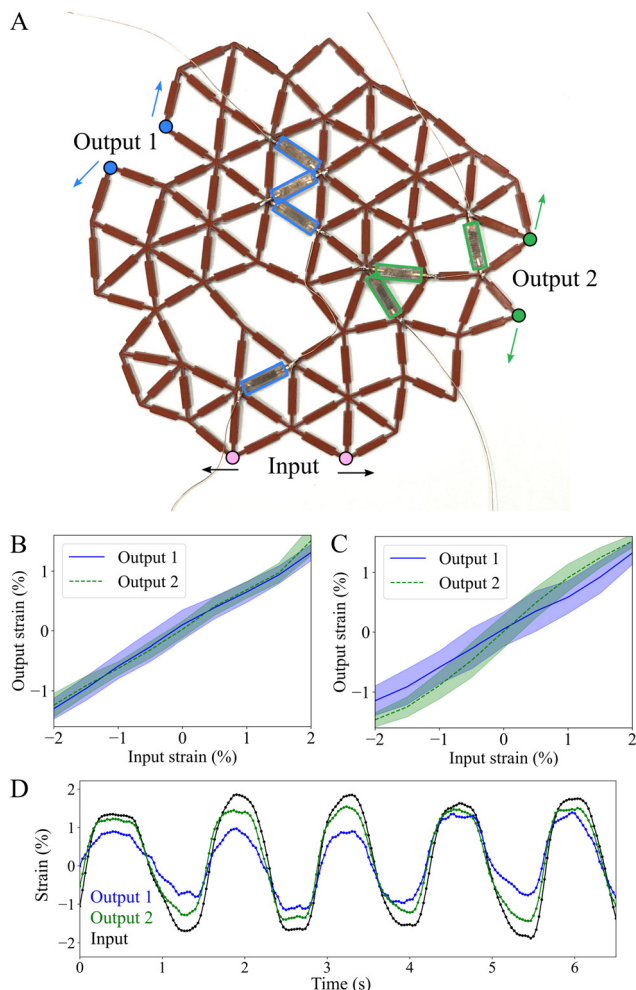 A
Output 1
Output 2
Input
B
Output 1
Output 2
Output strain (%)
1
0
−1
−2
−1
0
1
2
Input strain (%)
C
Output 1
Output 2
Output strain (%)
1
0
−1
−2
−1
0
1
2
Input strain (%)
D
Strain (%)
2
1
0
−1
−2
Output 1
Output 2
Input
0
1
2
3
4
5
6
Time (s)